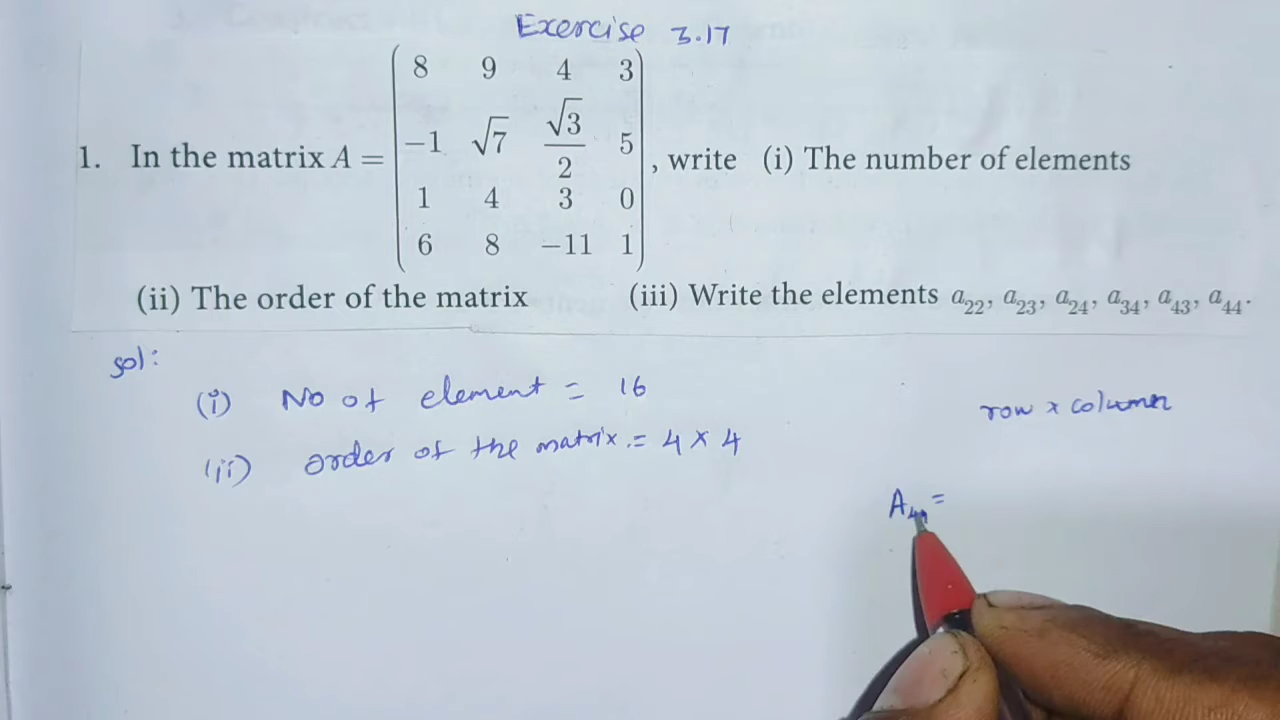 Exercise 3.17
1. In the matrix A = (8 9 4 3
-1 √7 √3/2 5
1 4 3 0
6 8 -11 1), write (i) The number of elements
(ii) The order of the matrix (iii) Write the elements a22, a23, a24, a34, a43, a44.
sol:
(i) No of element = 16
row x column
(ii) order of the matrix. = 4 x 4
A44 =